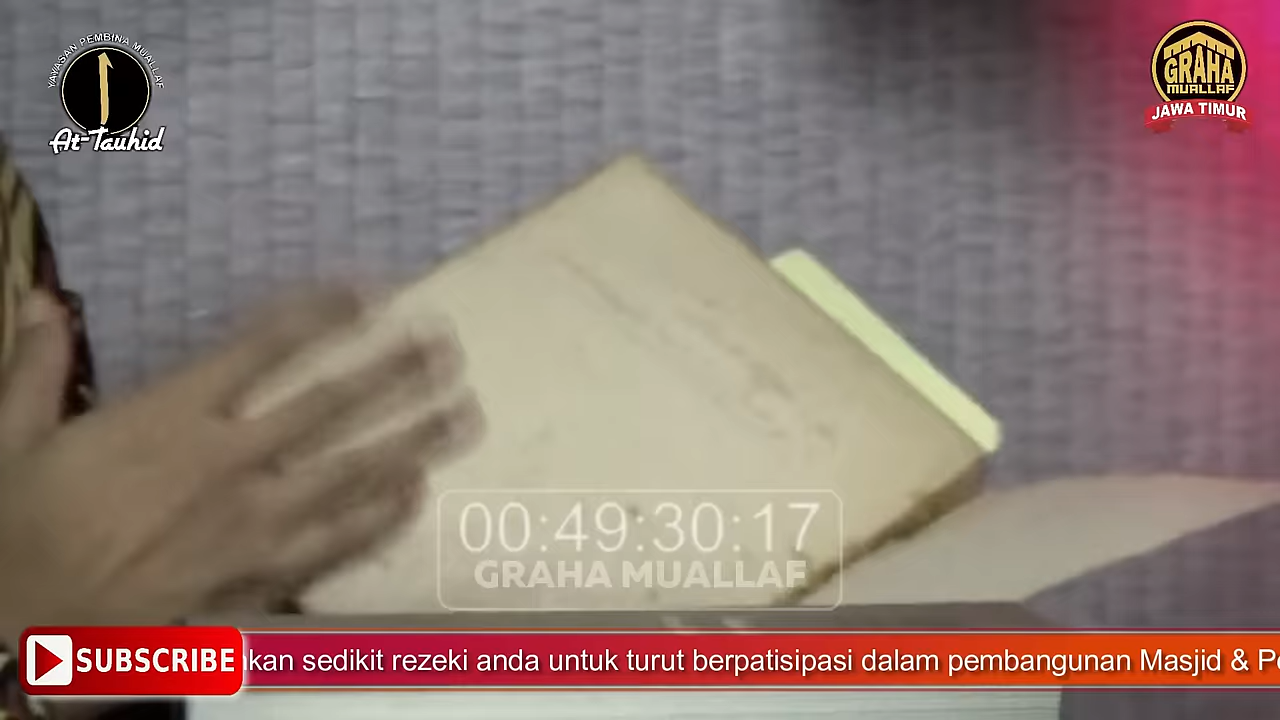 YAYASAN PEMBINA MUALLAF
At-Tauhid
GRAHA
MUALLAF
JAWA TIMUR
00:49:30:17
GRAHA MUALLAF
SUBSCRIBE
sedikit rezeki anda untuk turut berpatisipasi dalam pembangunan Masjid &